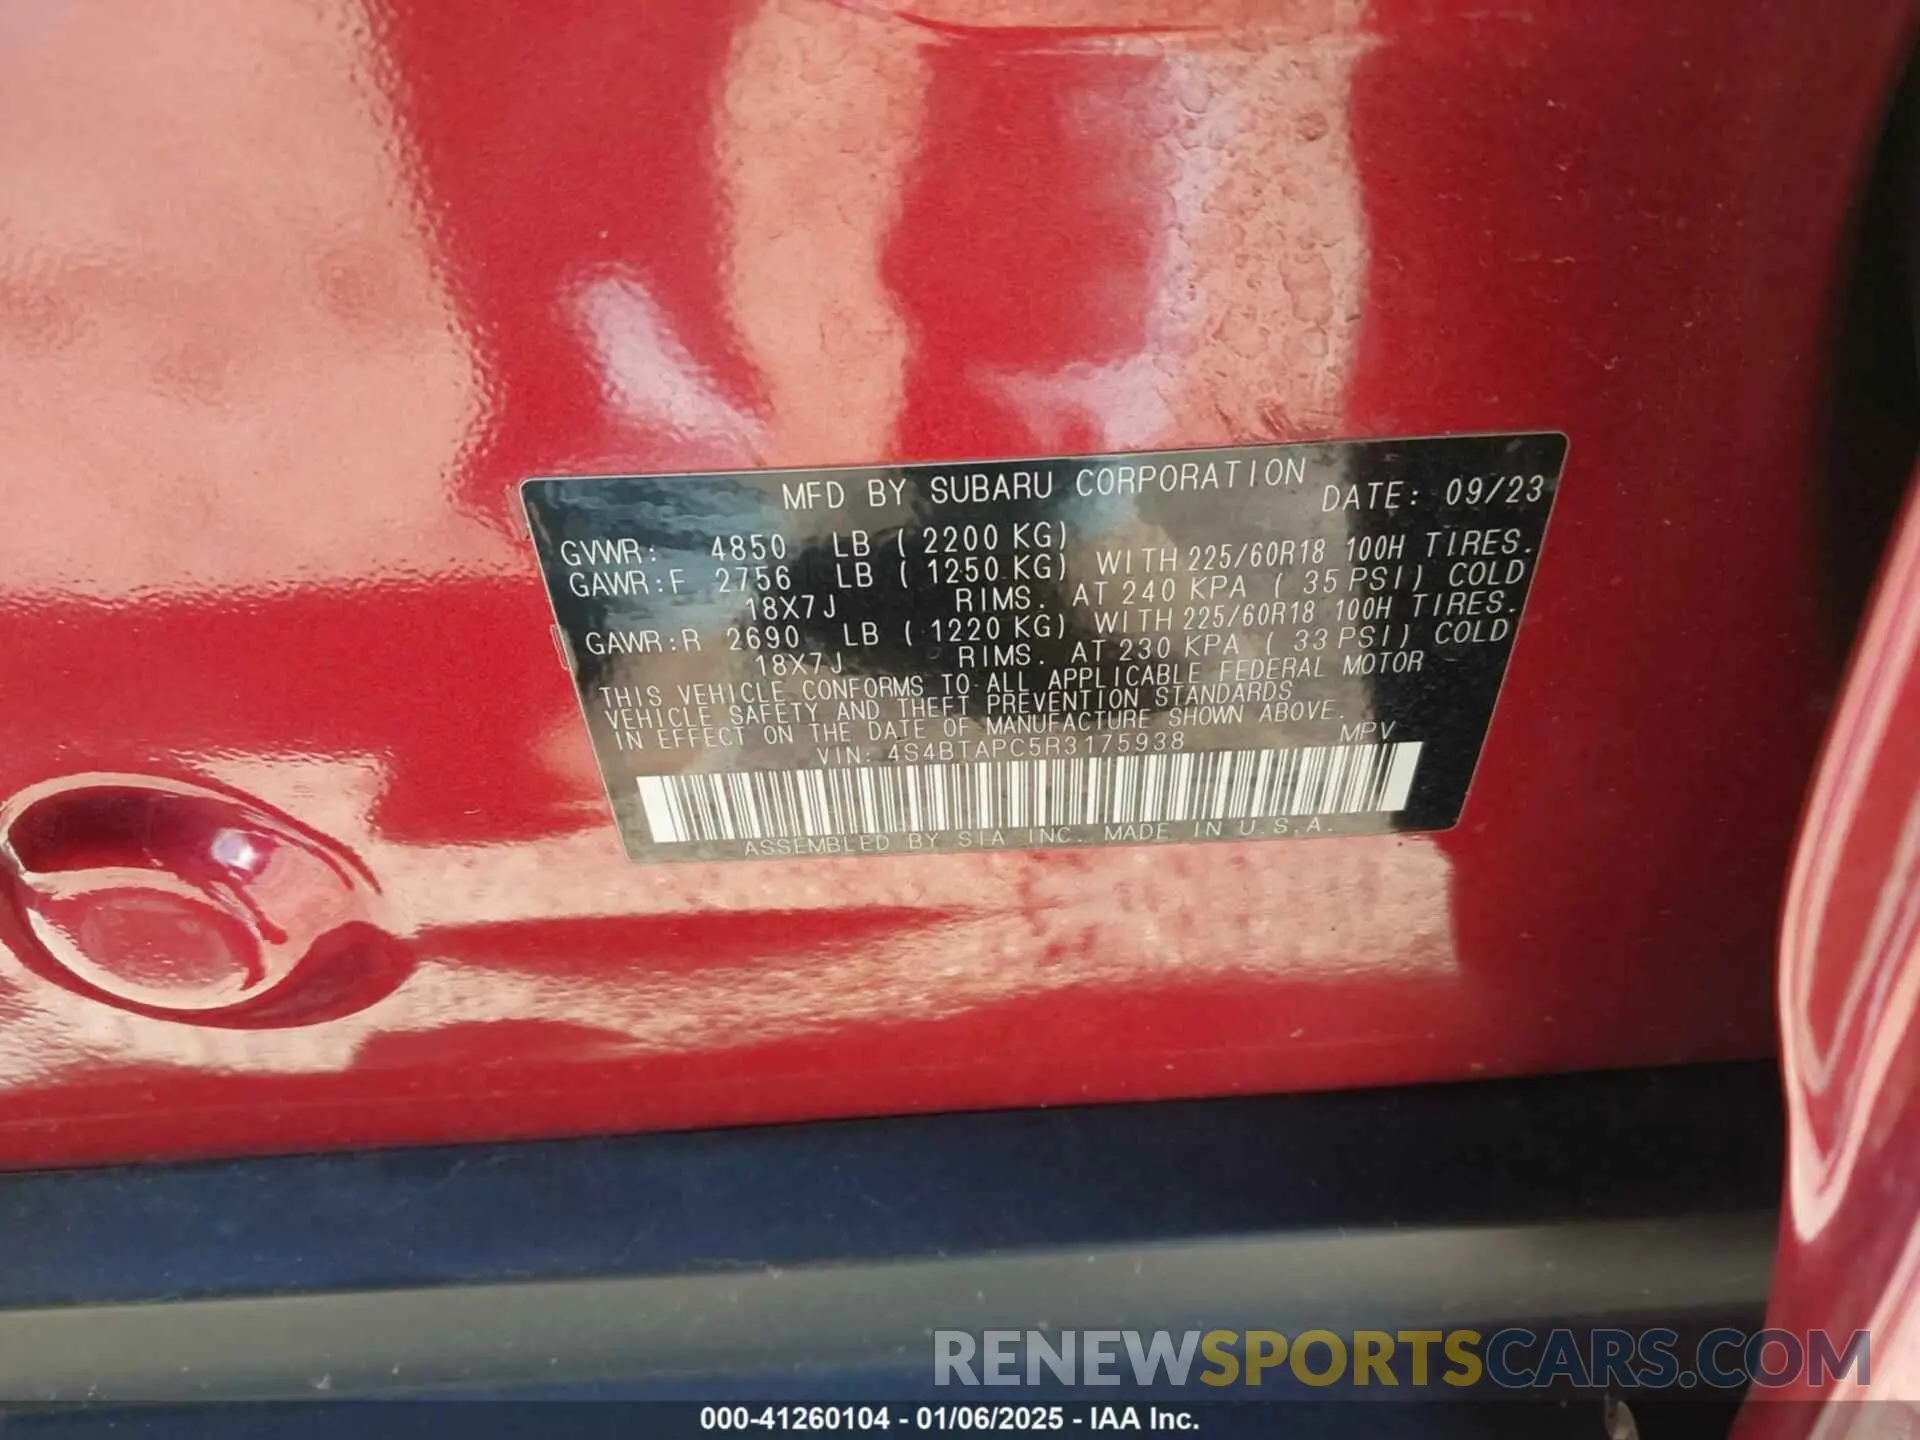 MFD BY SUBARU CORPORATION DATE: 09/23
GVWR: 4850 LB ( 2200 KG)
GAWR:F 2756 LB ( 1250 KG) WITH 225/60R18 100H TIRES.
18X7J RIMS. AT 240 KPA ( 35 PSI) COLD
GAWR:R 2690 LB ( 1220 KG) WITH 225/60R18 100H TIRES.
18X7J RIMS. AT 230 KPA ( 33 PSI) COLD
THIS VEHICLE CONFORMS TO ALL APPLICABLE FEDERAL MOTOR
VEHICLE SAFETY AND THEFT PREVENTION STANDARDS
IN EFFECT ON THE DATE OF MANUFACTURE SHOWN ABOVE.
VIN: 4S4BTAPC5R3175938 MPV
ASSEMBLED BY SIA INC. MADE IN U.S.A.
RENEWSPORTSCARS.COM
000-41260104 - 01/06/2025 - IAA Inc.